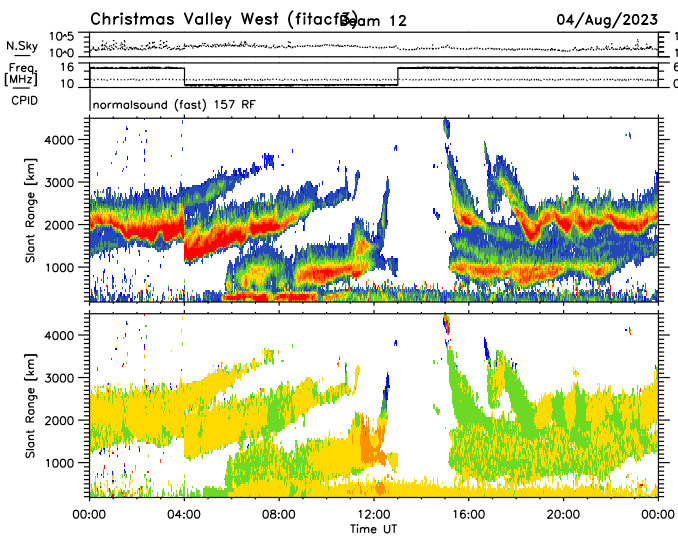 Christmas Valley West (fitacf3) Beam 12 04/Aug/2023
N.Sky 10^5 10^0
Freq. [MHz] 16 10
CPID normalsound (fast) 157 RF
Slant Range [km] 4000 3000 2000 1000
Slant Range [km] 4000 3000 2000 1000
00:00 04:00 08:00 12:00 16:00 20:00 00:00
Time UT